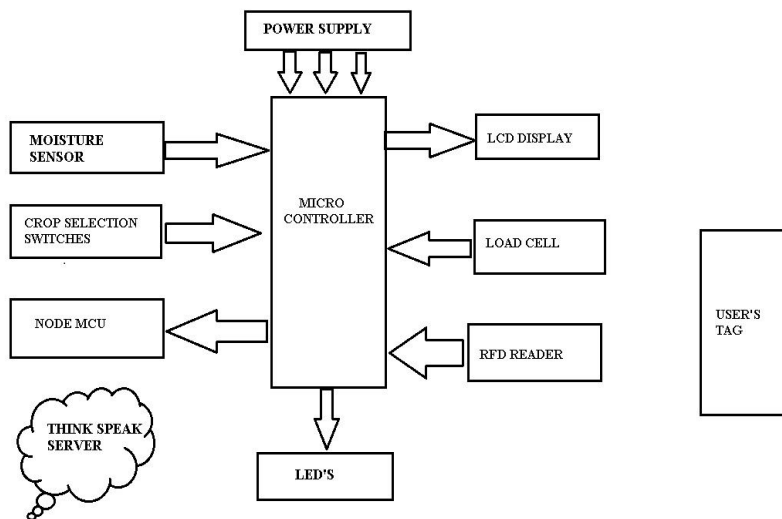 POWER SUPPLY
MOISTURE
SENSOR
LCD DISPLAY
MICRO
CONTROLLER
CROP SELECTION
SWITCHES
LOAD CELL
NODE MCU
RFD READER
USER'S
TAG
THINK SPEAK
SERVER
LED'S